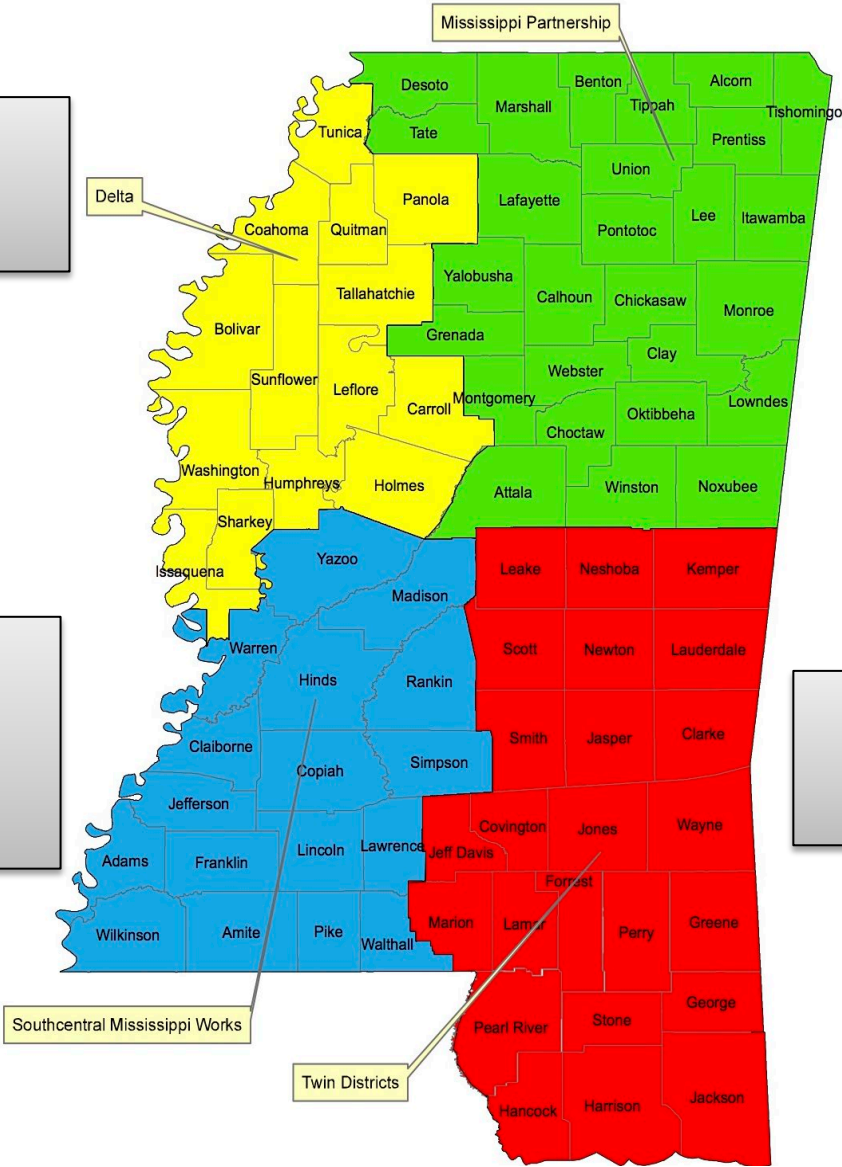 Mississippi Partnership
Desoto
Benton
Alcorn
Marshall
Tippah
Tishomingo
Tunica
Tate
Prentiss
Union
Delta
Panola
Lafayette
Coahoma
Quitman
Pontotoc
Lee
Itawamba
Yalobusha
Tallahatchie
Calhoun
Chickasaw
Monroe
Bolivar
Grenada
Clay
Webster
Sunflower
Leflore
Carroll
Montgomery
Oktibbeha
Lowndes
Choctaw
Washington
Humphreys
Holmes
Attala
Winston
Noxubee
Sharkey
Issaquena
Yazoo
Leake
Neshoba
Kemper
Madison
Warren
Scott
Newton
Lauderdale
Hinds
Rankin
Claiborne
Smith
Jasper
Clarke
Copiah
Simpson
Jefferson
Covington
Jones
Wayne
Adams
Franklin
Lincoln
Lawrence
Jeff Davis
Forrest
Wilkinson
Amite
Pike
Walthall
Marion
Lamar
Perry
Greene
George
Southcentral Mississippi Works
Pearl River
Stone
Twin Districts
Hancock
Harrison
Jackson